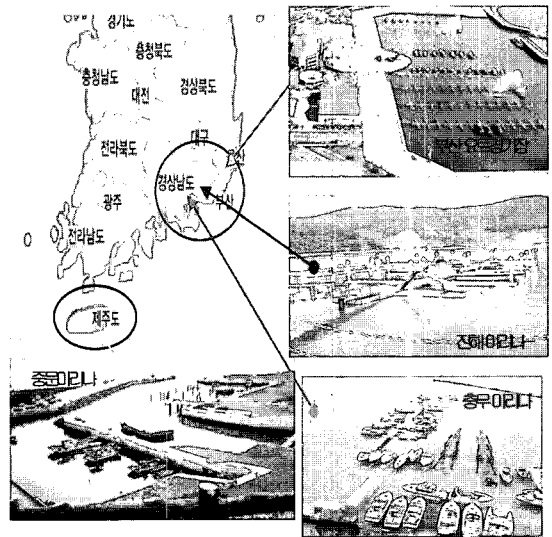 경기도
충청북도
충청남도
경상북도
대전
대구
전라북도
경상남도
광주
부산
전라남도
제주도
부산요트경기장
진해마리나
중문마리나
충무마리나